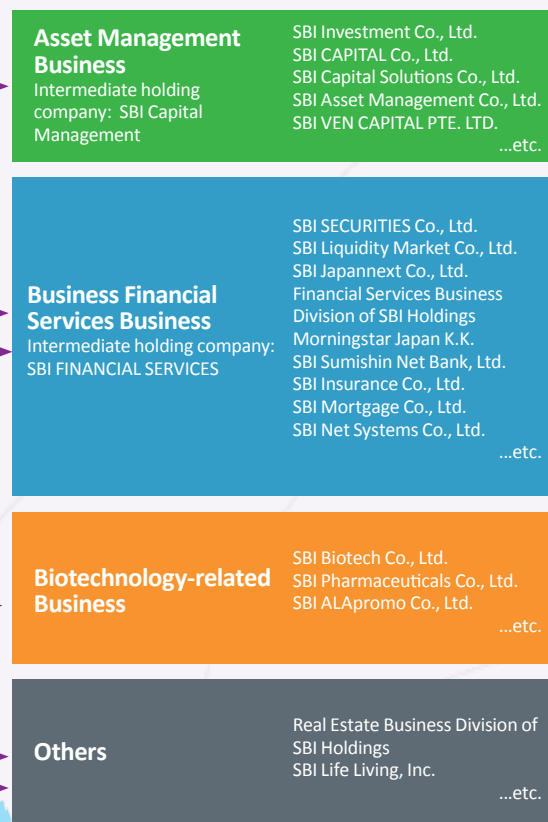 Asset Management
Business
Intermediate holding
company: SBI Capital
Management
SBI Investment Co., Ltd.
SBI CAPITAL Co., Ltd.
SBI Capital Solutions Co., Ltd.
SBI Asset Management Co., Ltd.
SBI VEN CAPITAL PTE. LTD.
...etc.
Business Financial
Services Business
Intermediate holding company:
SBI FINANCIAL SERVICES
SBI SECURITIES Co., Ltd.
SBI Liquidity Market Co., Ltd.
SBI Japannext Co., Ltd.
Financial Services Business
Division of SBI Holdings
Morningstar Japan K.K.
SBI Sumishin Net Bank, Ltd.
SBI Insurance Co., Ltd.
SBI Mortgage Co., Ltd.
SBI Net Systems Co., Ltd.
...etc.
Biotechnology-related
Business
SBI Biotech Co., Ltd.
SBI Pharmaceuticals Co., Ltd.
SBI ALApromo Co., Ltd.
...etc.
Others
Real Estate Business Division of
SBI Holdings
SBI Life Living, Inc.
...etc.